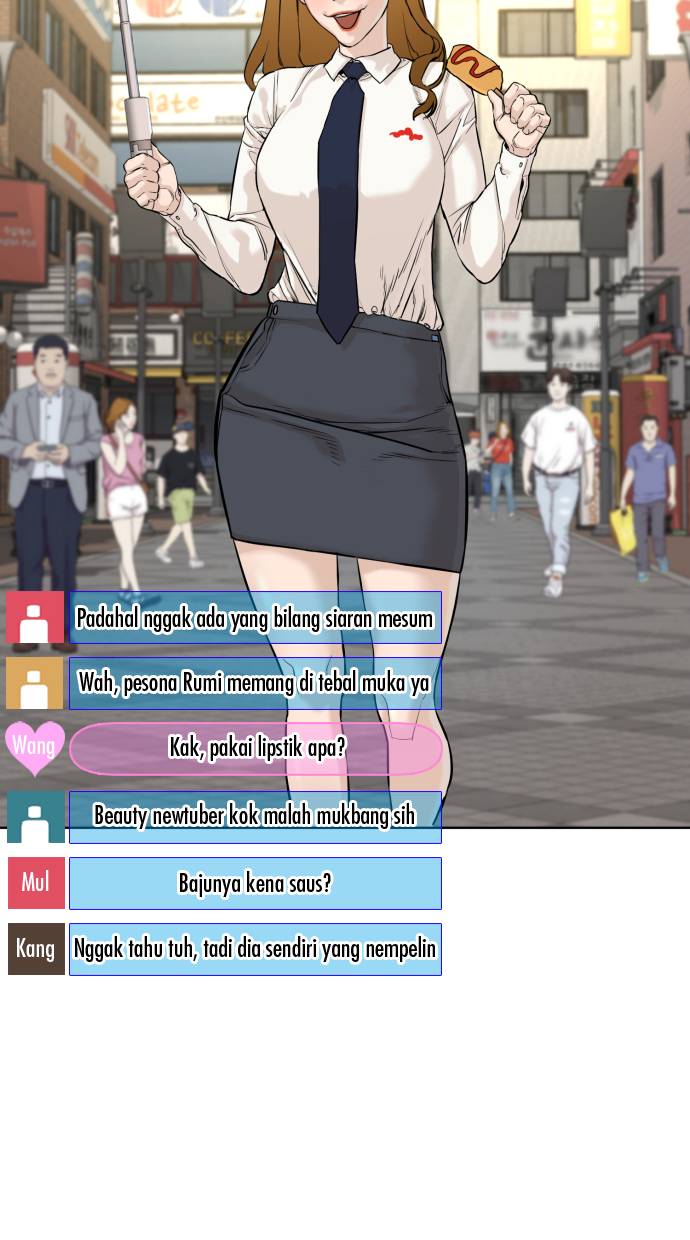 colate
COFFEE
Padahal nggak ada yang bilang siaran mesum
Wah, pesona Rumi memang di tebal muka ya
Wang
Kak, pakai lipstik apa?
Beauty newtuber kok malah mukbang sih
Mul
Bajunya kena saus?
Kang
Nggak tahu tuh, tadi dia sendiri yang nempelin